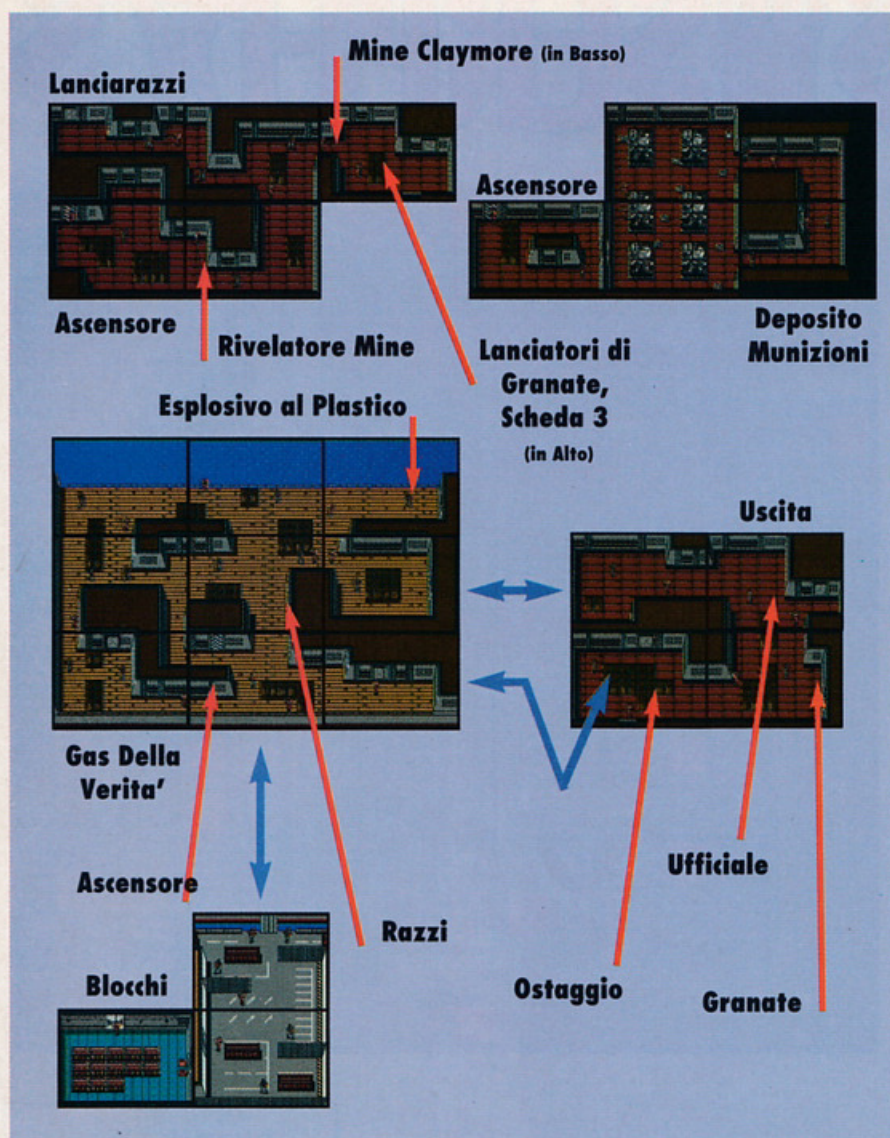 Mine Claymore (in Basso)
Lanciarazzi
Ascensore
Ascensore
Rivelatore Mine
Lanciatori di
Granate,
Scheda 3
(in Alto)
Deposito
Munizioni
Esplosivo al Plastico
Uscita
Gas Della
Verita'
Ascensore
Ufficiale
Razzi
Blocchi
Ostaggio
Granate